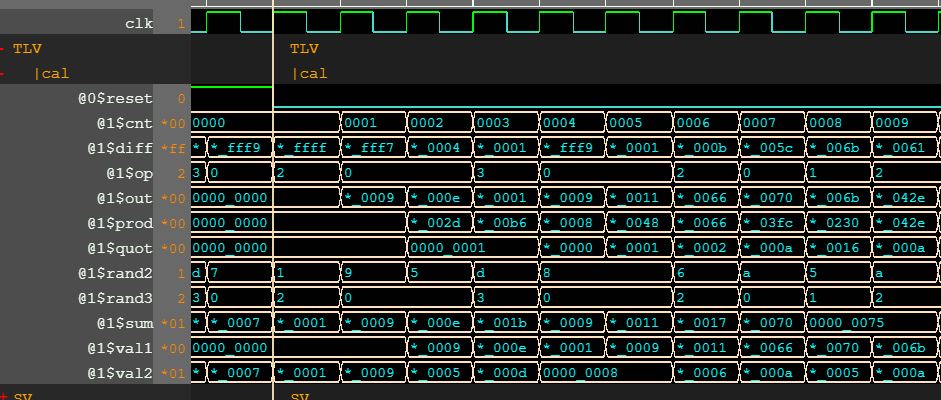 clk 1
TLV TLV
|cal |cal
@0$reset 0
@1$cnt *00 0000 0001 0002 0003 0004 0005 0006 0007 0008 0009
@1$diff *ff * *_fff9 *_ffff *_fff7 *_0004 *_0001 *_fff9 *_0001 *_000b *_005c *_006b *_0061
@1$op 2 3 0 2 0 3 0 2 0 1 2
@1$out *00 0000_0000 *_0009 *_000e *_0001 *_0009 *_0011 *_0066 *_0070 *_006b *_042e
@1$prod *00 0000_0000 *_002d *_00b6 *_0008 *_0048 *_0066 *_03fc *_0230 *_042e
@1$quot *00 0000_0000 0000_0001 *_0000 *_0001 *_0002 *_000a *_0016 *_000a
@1$rand2 1 d 7 1 9 5 d 8 6 a 5 a
@1$rand3 2 3 0 2 0 3 0 2 0 1 2
@1$sum *01 * *_0007 *_0001 *_0009 *_000e *_001b *_0009 *_0011 *_0017 *_0070 0000_0075
@1$val1 *00 0000_0000 *_0009 *_000e *_0001 *_0009 *_0011 *_0066 *_0070 *_006b
@1$val2 *01 * *_0007 *_0001 *_0009 *_0005 *_000d 0000_0008 *_0006 *_000a *_0005 *_000a
SV SV